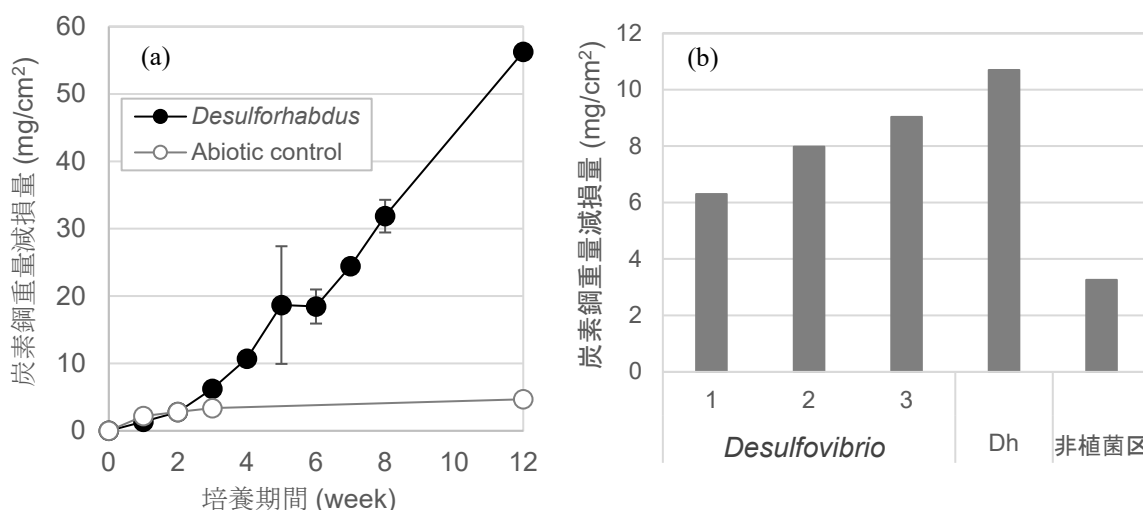 (a)
炭素鋼重量減損量 (mg/cm²)
60
50
40
30
20
10
0
Desulforhabdus
Abiotic control
0 2 4 6 8 10 12
培養期間 (week)
(b)
炭素鋼重量減損量 (mg/cm²)
12
10
8
6
4
2
0
1 2 3
Desulfovibrio Dh 非植菌区